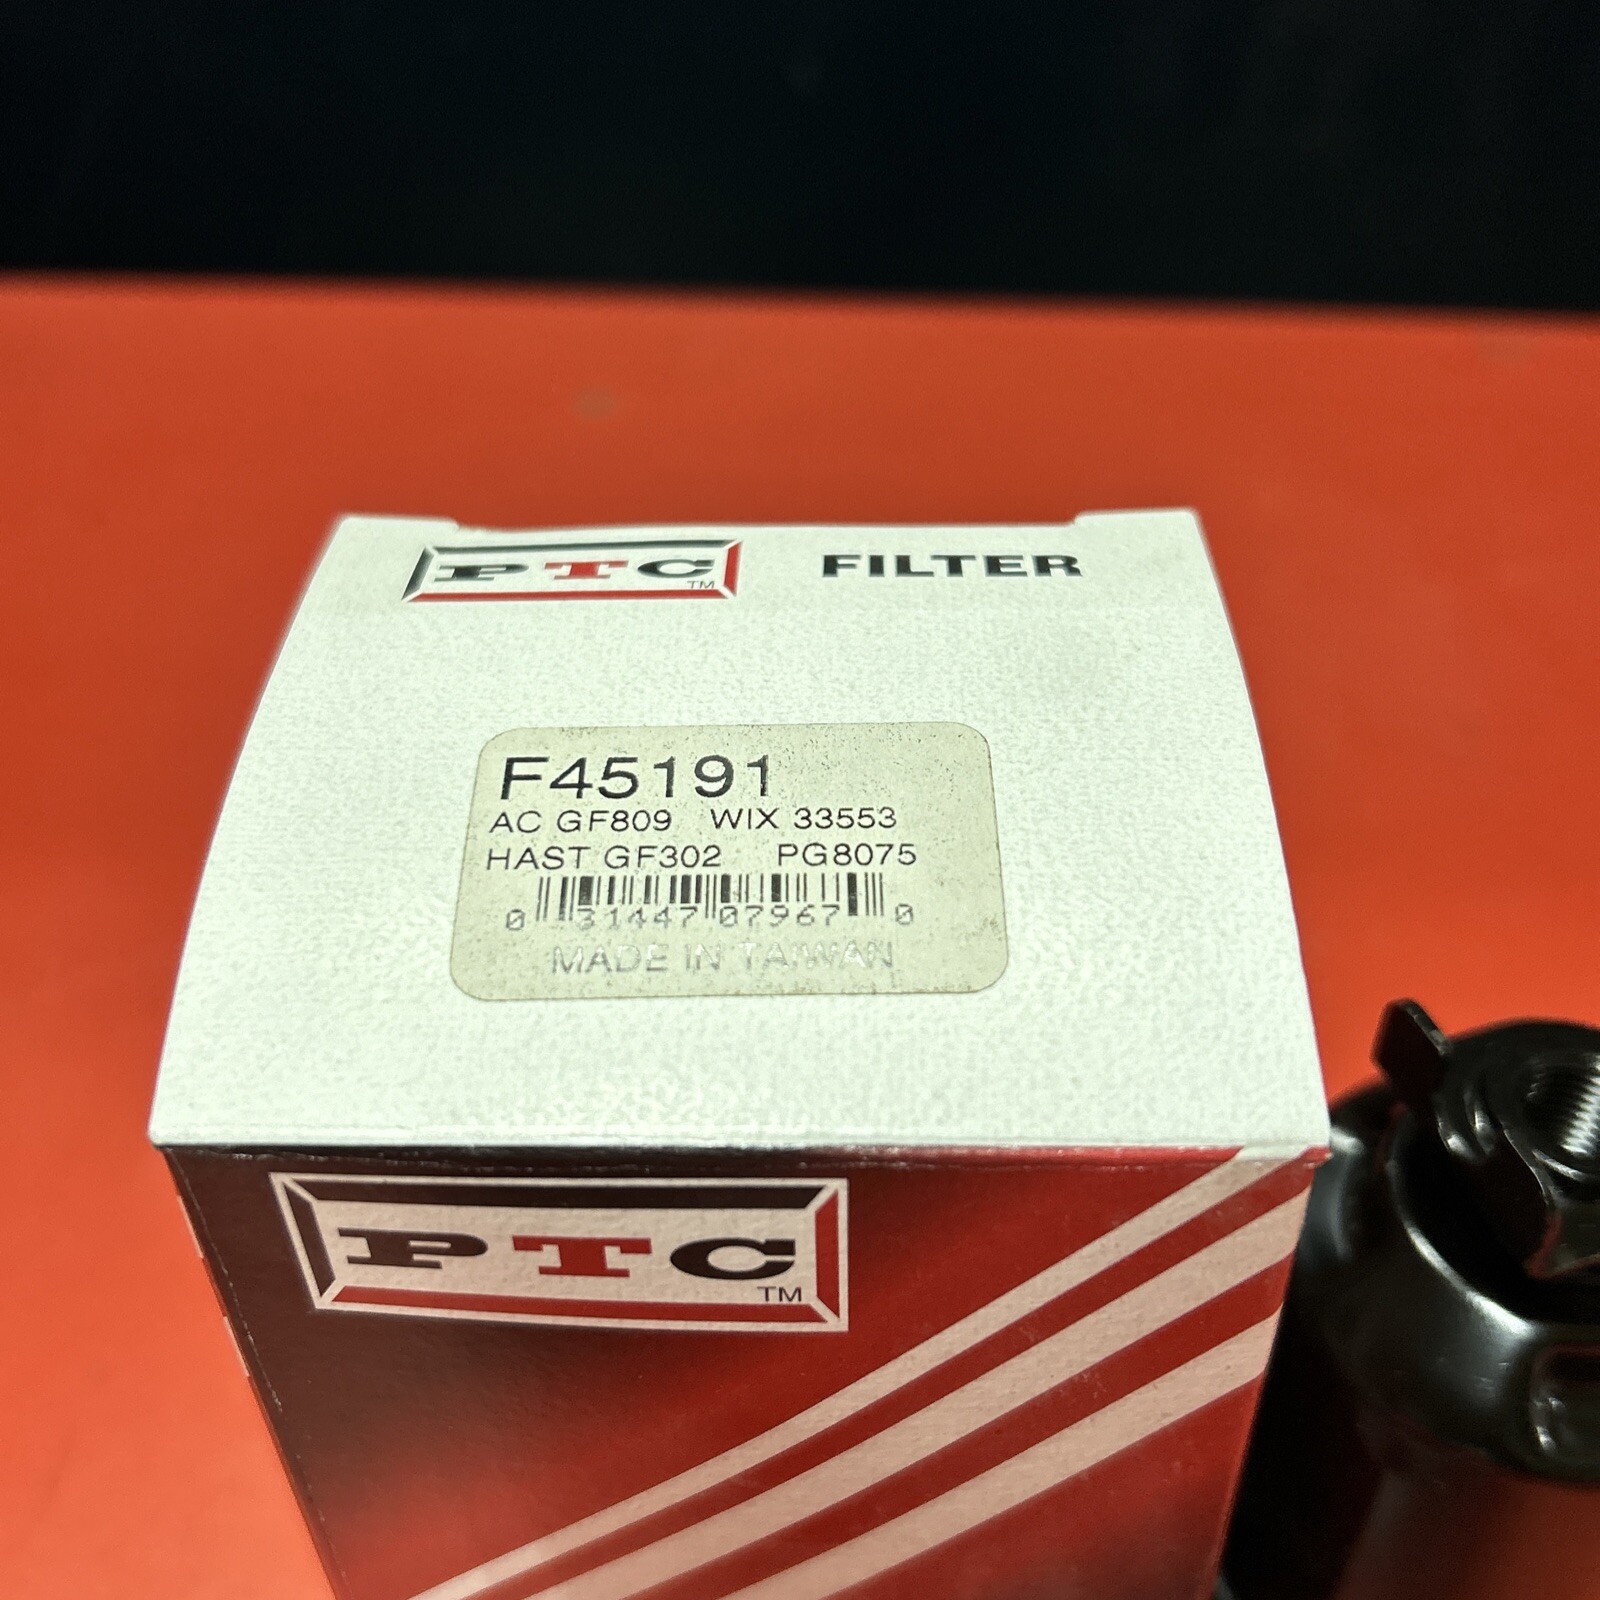 PTC TM FILTER
F45191
AC GF809 WIX 33553
HAST GF302 PG8075
0 31447 07967 0
MADE IN TAIWAN
PTC
TM